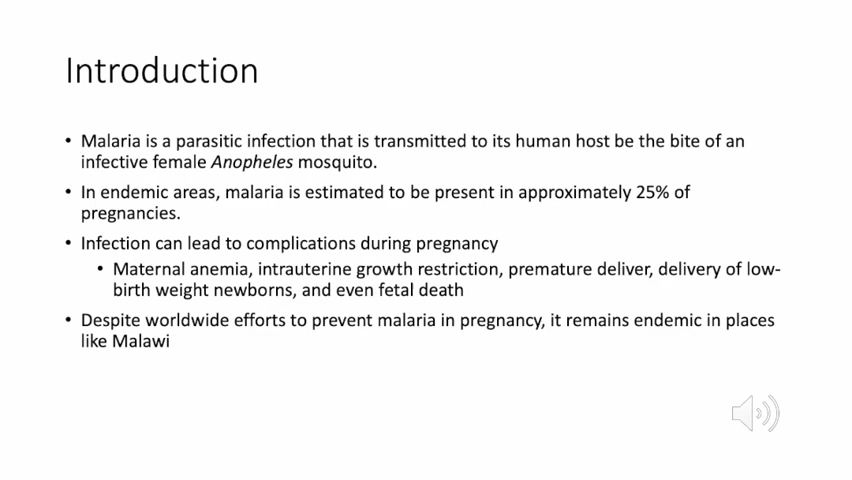 Introduction
• Malaria is a parasitic infection that is transmitted to its human host be the bite of an
infective female Anopheles mosquito.
• In endemic areas, malaria is estimated to be present in approximately 25% of
pregnancies.
• Infection can lead to complications during pregnancy
• Maternal anemia, intrauterine growth restriction, premature deliver, delivery of low-
birth weight newborns, and even fetal death
• Despite worldwide efforts to prevent malaria in pregnancy, it remains endemic in places
like Malawi